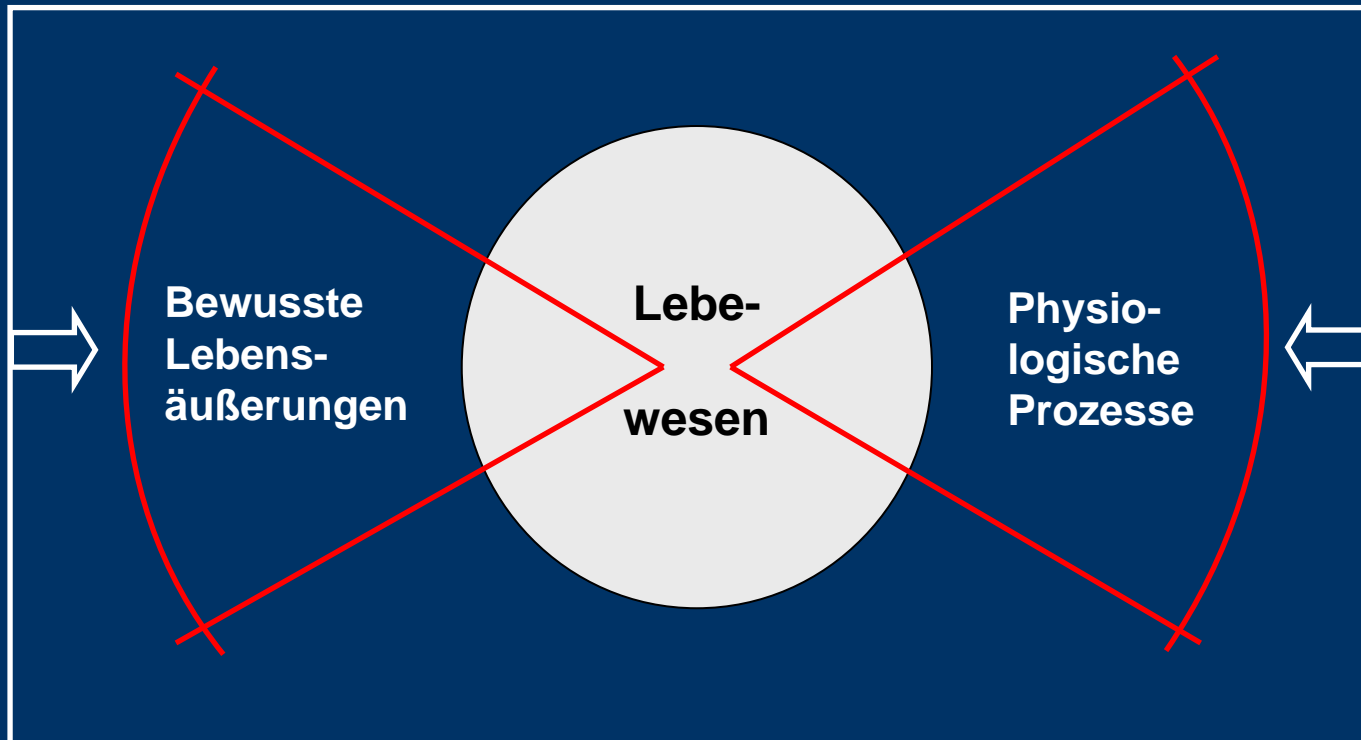 Bewusste
Lebens-
äußerungen
Lebe-
wesen
Physio-
logische
Prozesse